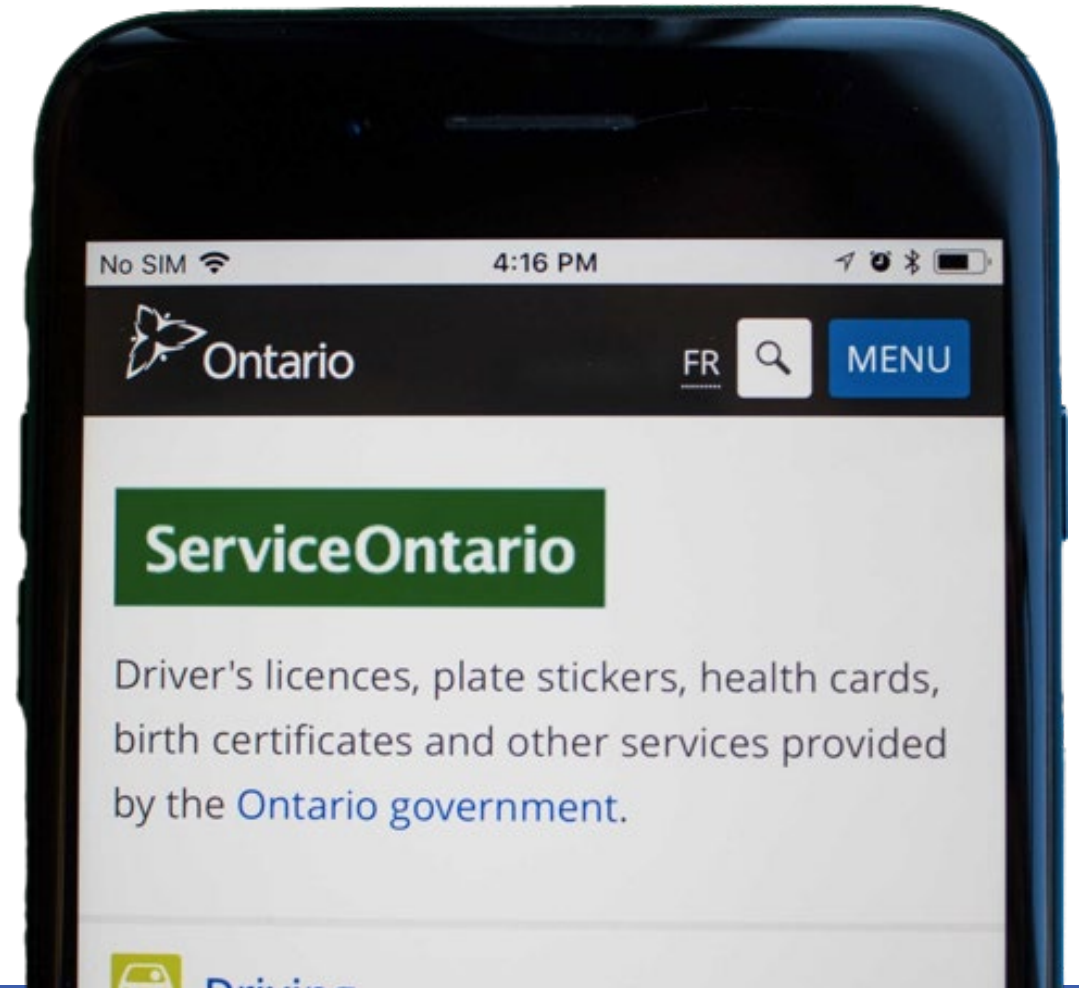 No SIM 4:16 PM
Ontario FR MENU
ServiceOntario
Driver's licences, plate stickers, health cards,
birth certificates and other services provided
by the Ontario government.
Driving